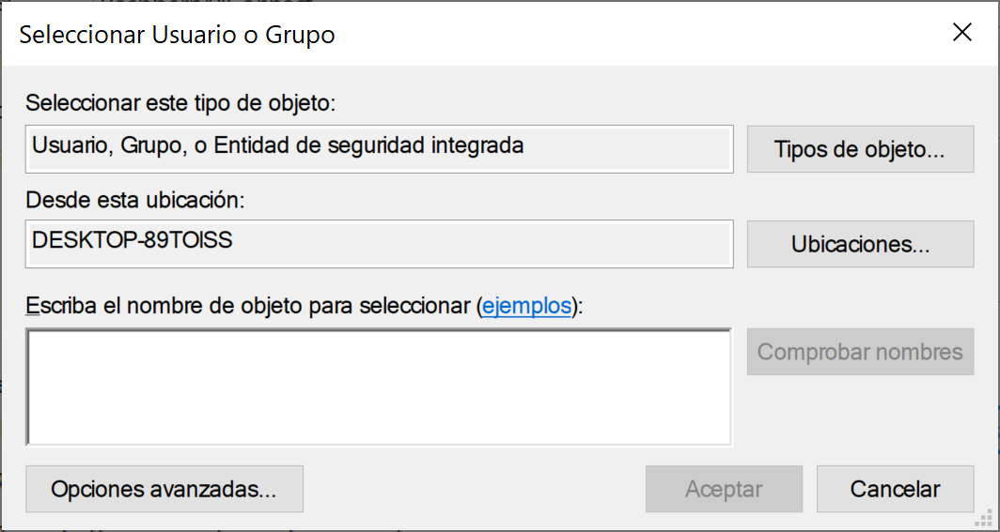 Seleccionar Usuario o Grupo
Seleccionar este tipo de objeto:
Usuario, Grupo, o Entidad de seguridad integrada
Tipos de objeto...
Desde esta ubicación:
DESKTOP-89TOISS
Ubicaciones...
Escriba el nombre de objeto para seleccionar (ejemplos):
Comprobar nombres
Opciones avanzadas...
Aceptar
Cancelar